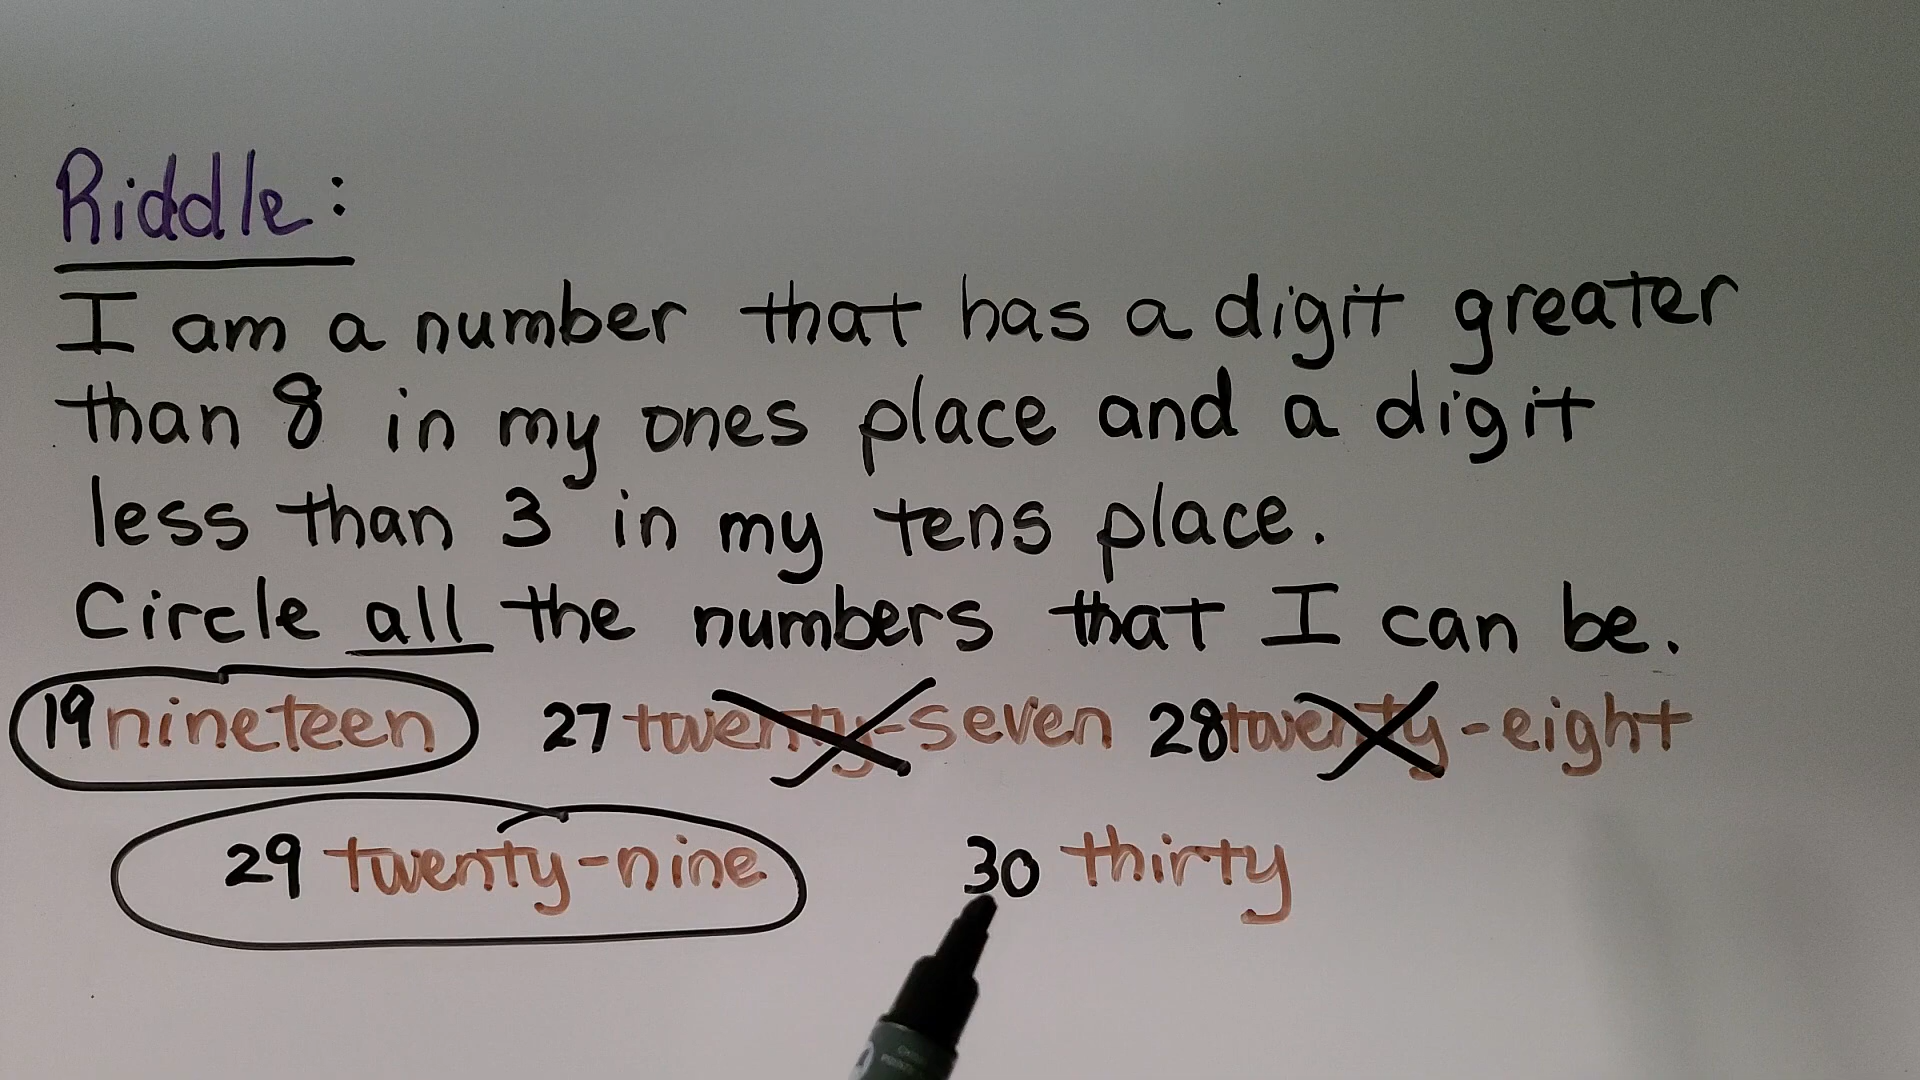 Riddle:
I am a number that has a digit greater
than 8 in my ones place and a digit
less than 3 in my tens place.
Circle all the numbers that I can be.
19 nineteen 27 twenty-seven 28 twenty-eight
29 twenty-nine 30 thirty